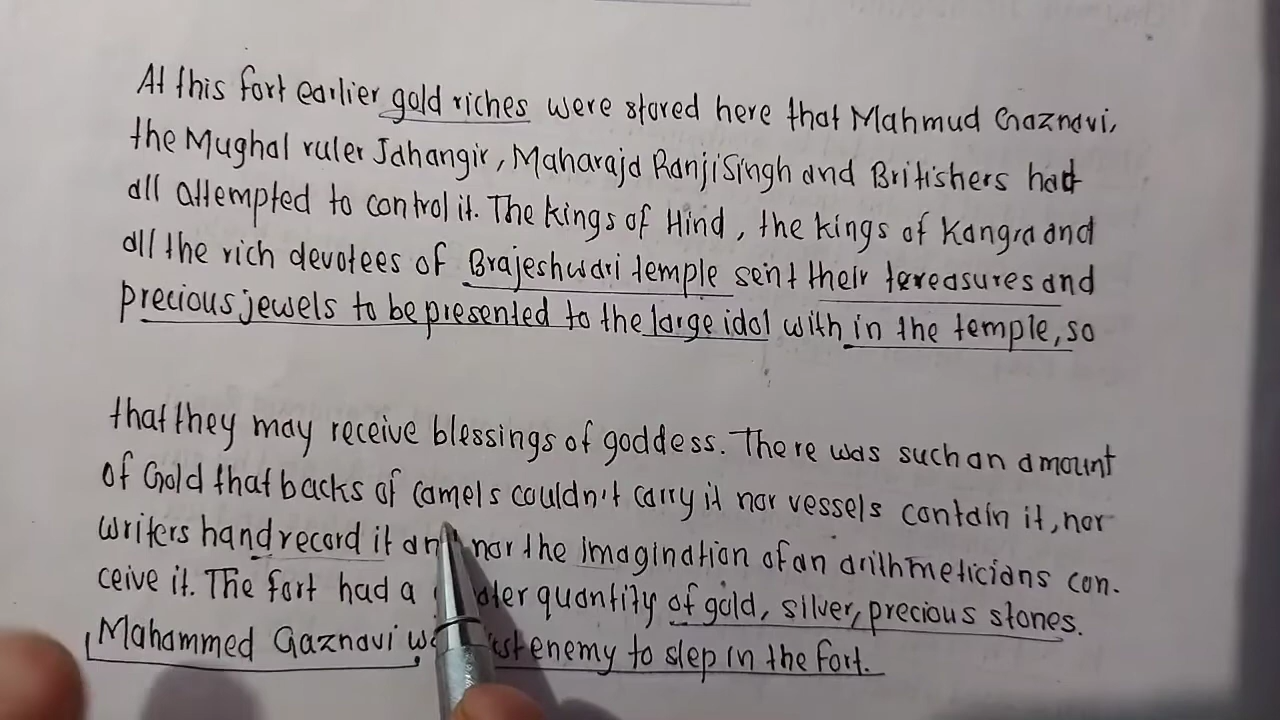 At this fort earlier gold riches were stored here that Mahmud Gaznavi,
the Mughal ruler Jahangir, Maharaja RanjiSingh and Britishers had
all attempted to control it. The kings of Hind, the kings of Kangra and
all the rich devotees of Brajeshwari temple sent their tereasures and
precious jewels to be presented to the large idol with in the temple, so
that they may receive blessings of goddess. There was such an amount
of Gold that backs of camels couldn't carry it nor vessels contain it, nor
writers hand record it nor the imagination of an arithmeticians con.
ceive it. The fort had a quantity of gold, silver, precious stones.
Mahammed Gaznavi enemy to step in the fort.